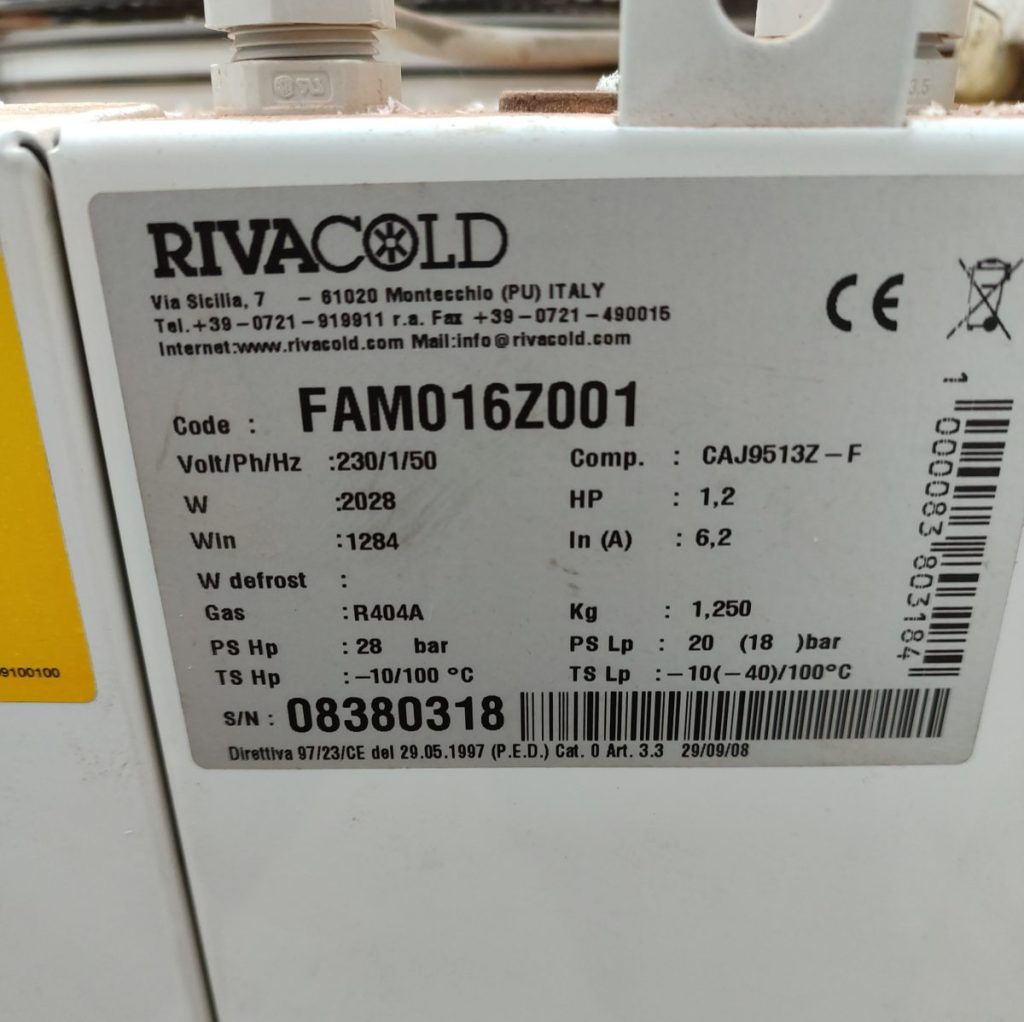 RIVACOLD
Via Sicilia, 7 – 61020 Montecchio (PU) ITALY
Tel.+39–0721–919911 r.a. Fax +39–0721–490015
Internet:www.rivacold.com Mail:info@rivacold.com
CE
Code : FAM016Z001
Volt/Ph/Hz :230/1/50 Comp. : CAJ9513Z–F
W :2028 HP : 1,2
Win :1284 In (A) : 6,2
W defrost :
Gas :R404A Kg : 1,250
PS Hp :28 bar PS Lp : 20 (18 )bar
TS Hp :–10/100 °C TS Lp :–10(–40)/100°C
S/N : 08380318
Direttiva 97/23/CE del 29.05.1997 (P.E.D.) Cat. 0 Art. 3.3 29/09/08
1 000083 803184
9100100
3.5